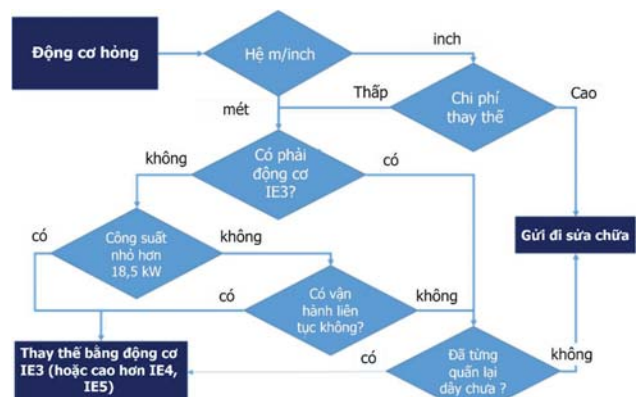 Động cơ hỏng
Hệ m/inch
inch
Thấp
Chi phí
thay thế
Cao
mét
không
Có phải
động cơ
IE3?
có
Gửi đi sửa chữa
có
Công suất
nhỏ hơn
18,5 kW
không
có
Có vận
hành liên
tục không?
không
Thay thế bằng động cơ
IE3 (hoặc cao hơn IE4,
IE5)
có
Đã từng
quấn lại
dây chưa ?
không